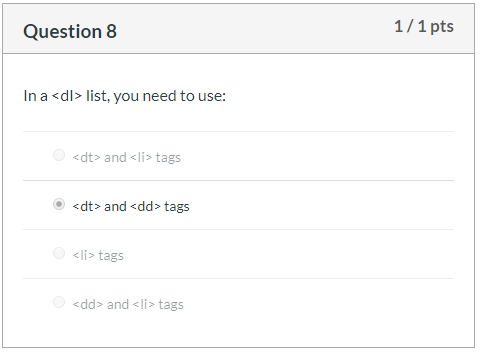 Question 8
1 / 1 pts
In a <dl> list, you need to use:
<dt> and <li> tags
<dt> and <dd> tags
<li> tags
<dd> and <li> tags